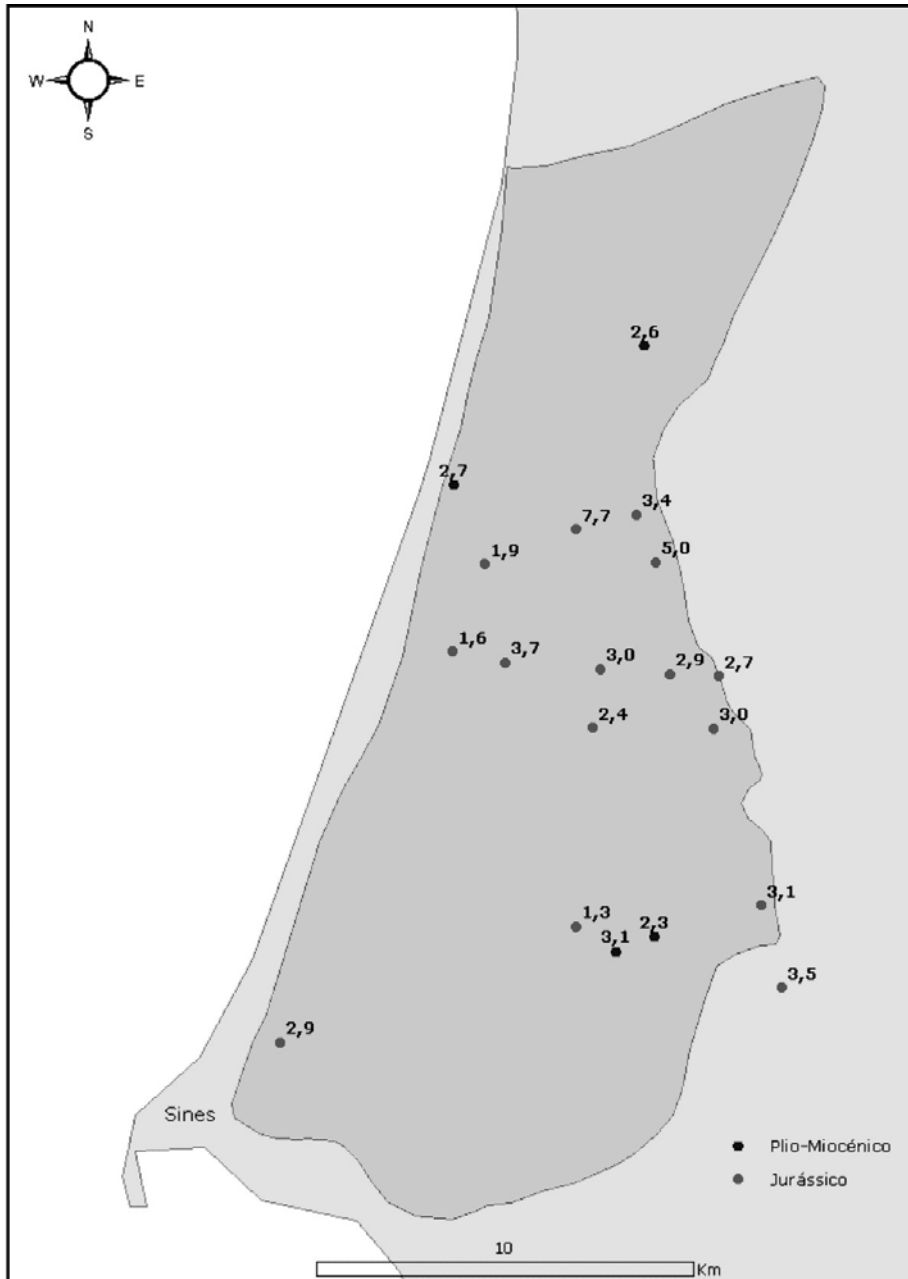 N
W E
S
2,6
2,7
3,4
7,7
5,0
1,9
1,6
3,7
3,0
2,9
2,7
2,4
3,0
3,1
1,3
2,3
3,1
3,5
2,9
Sines
Plio-Miocénico
Jurássico
10
Km